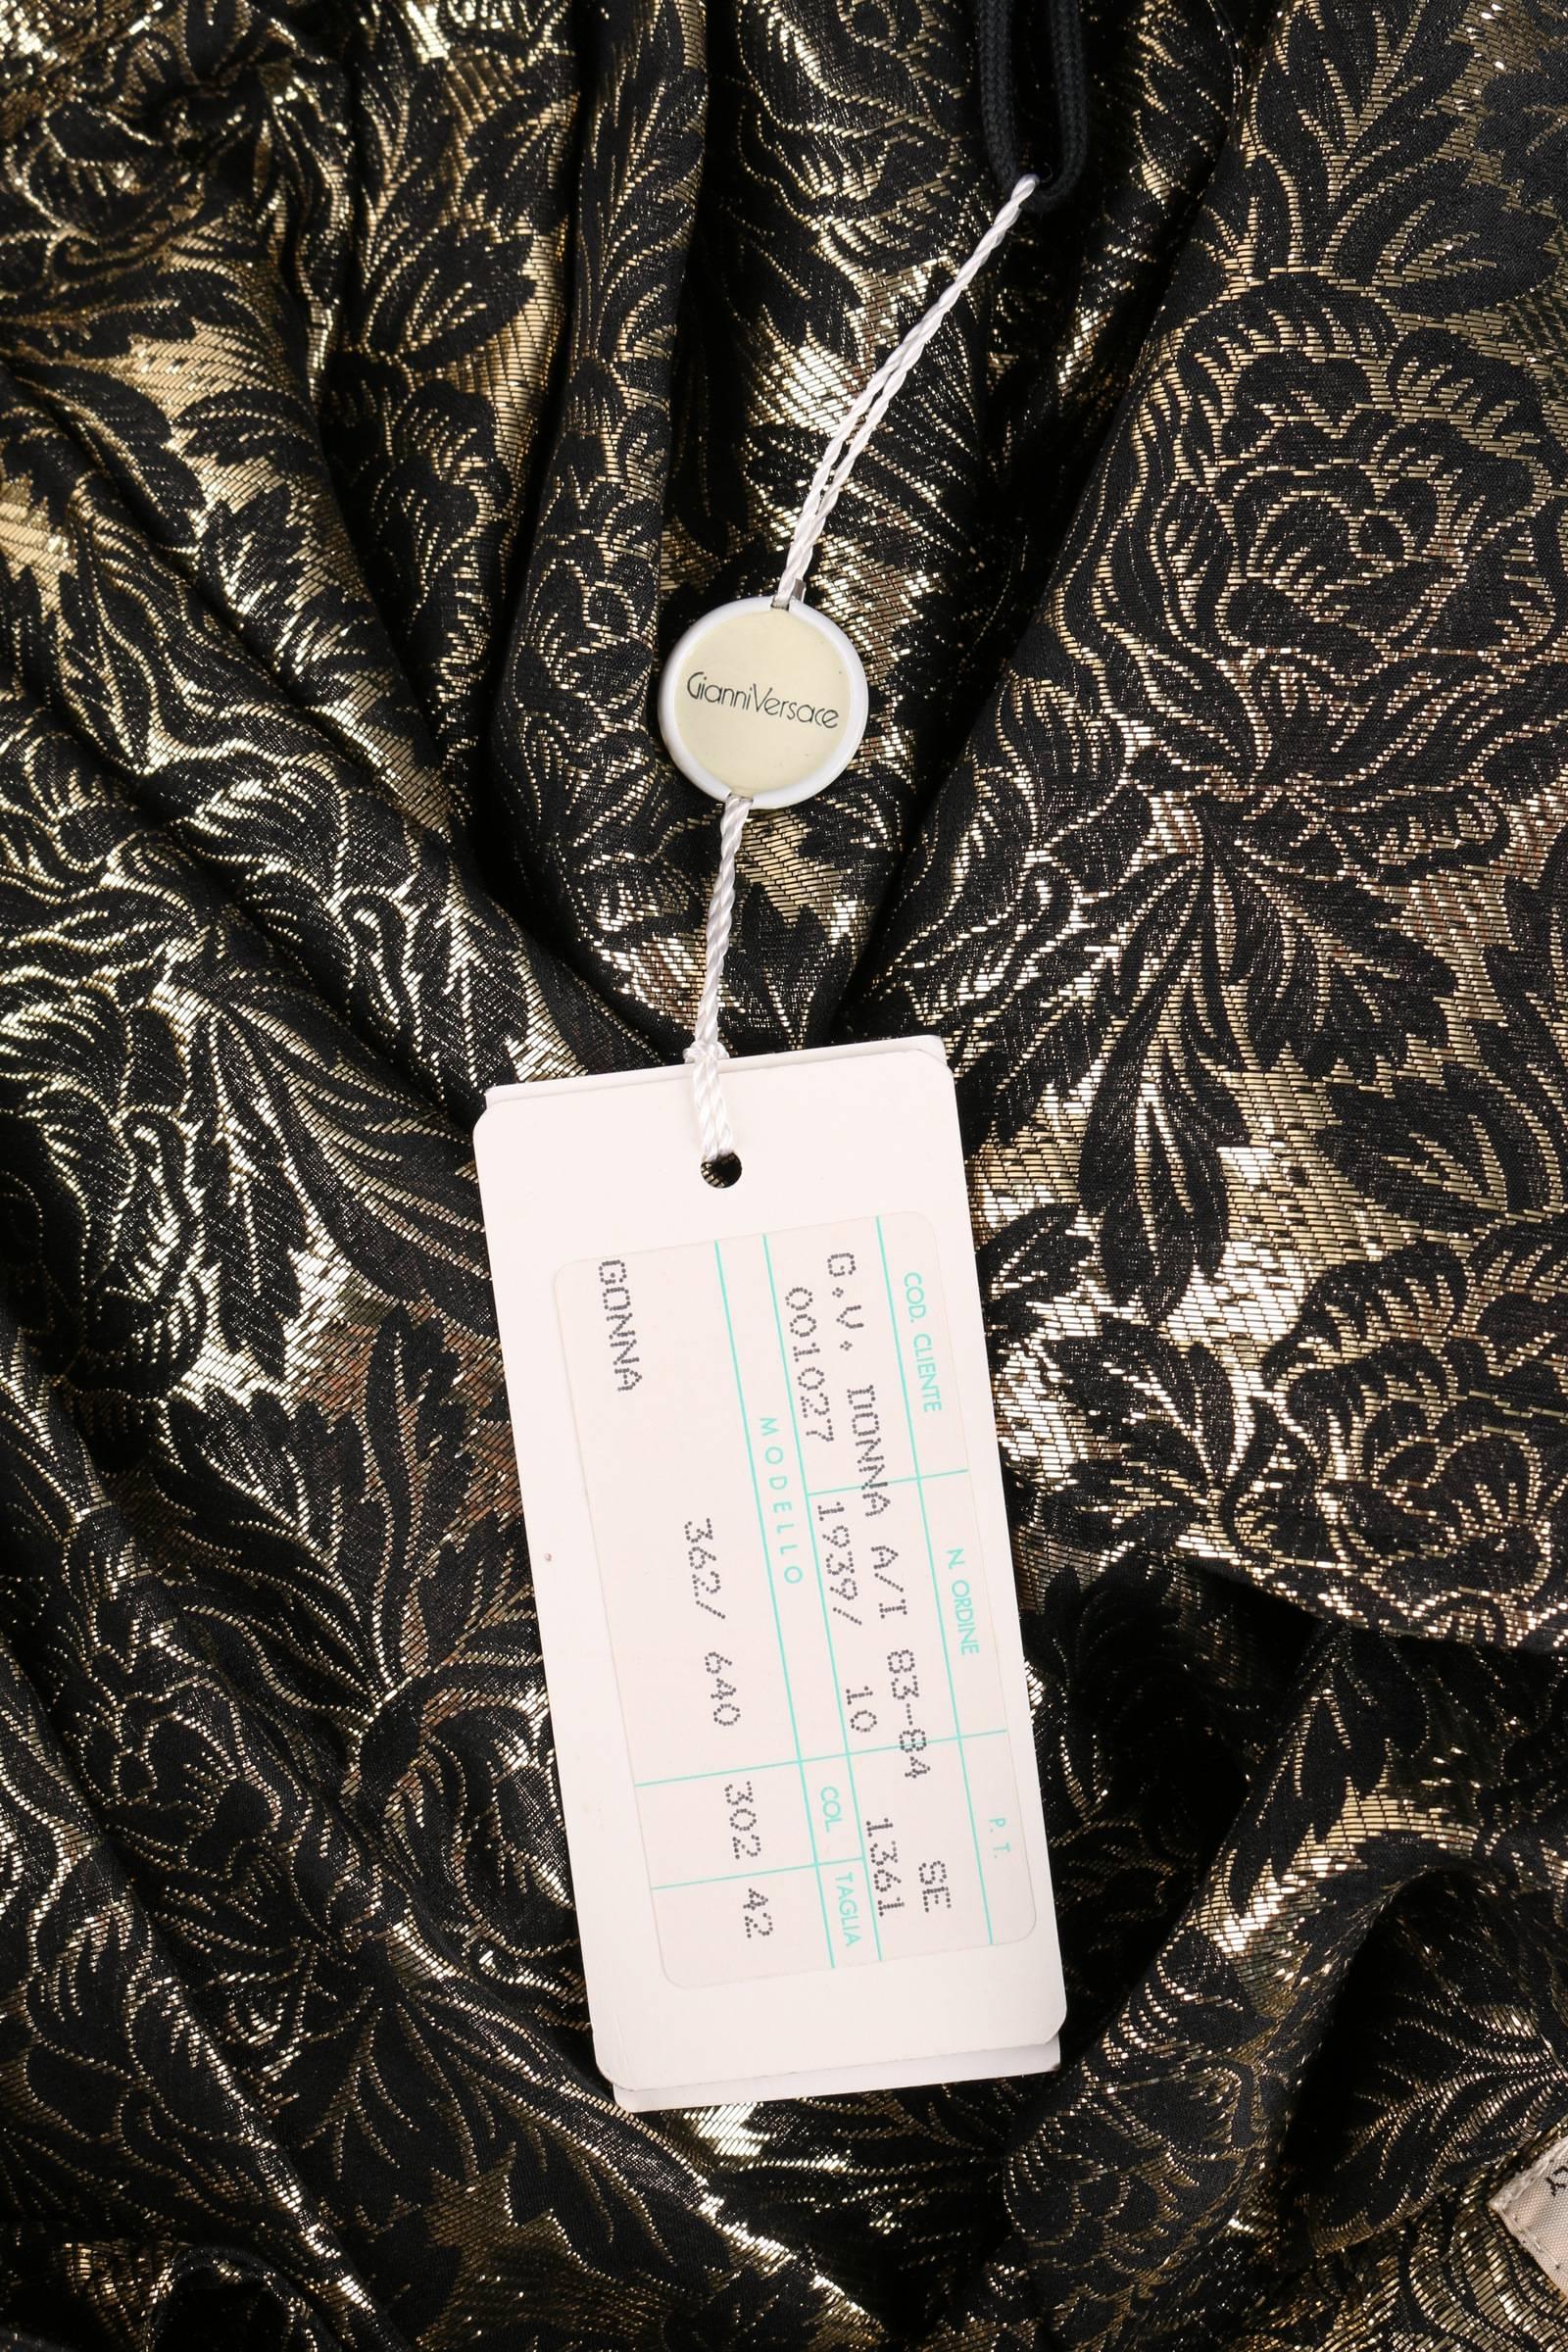 GianniVersace
COD. CLIENTE N. ORDINE P. T.
G.V. DONNA A/I 83-84 SE
001027 1939/ 10 1361
MODELLO COL. TAGLIA
362/ 640 302 42
GONNA